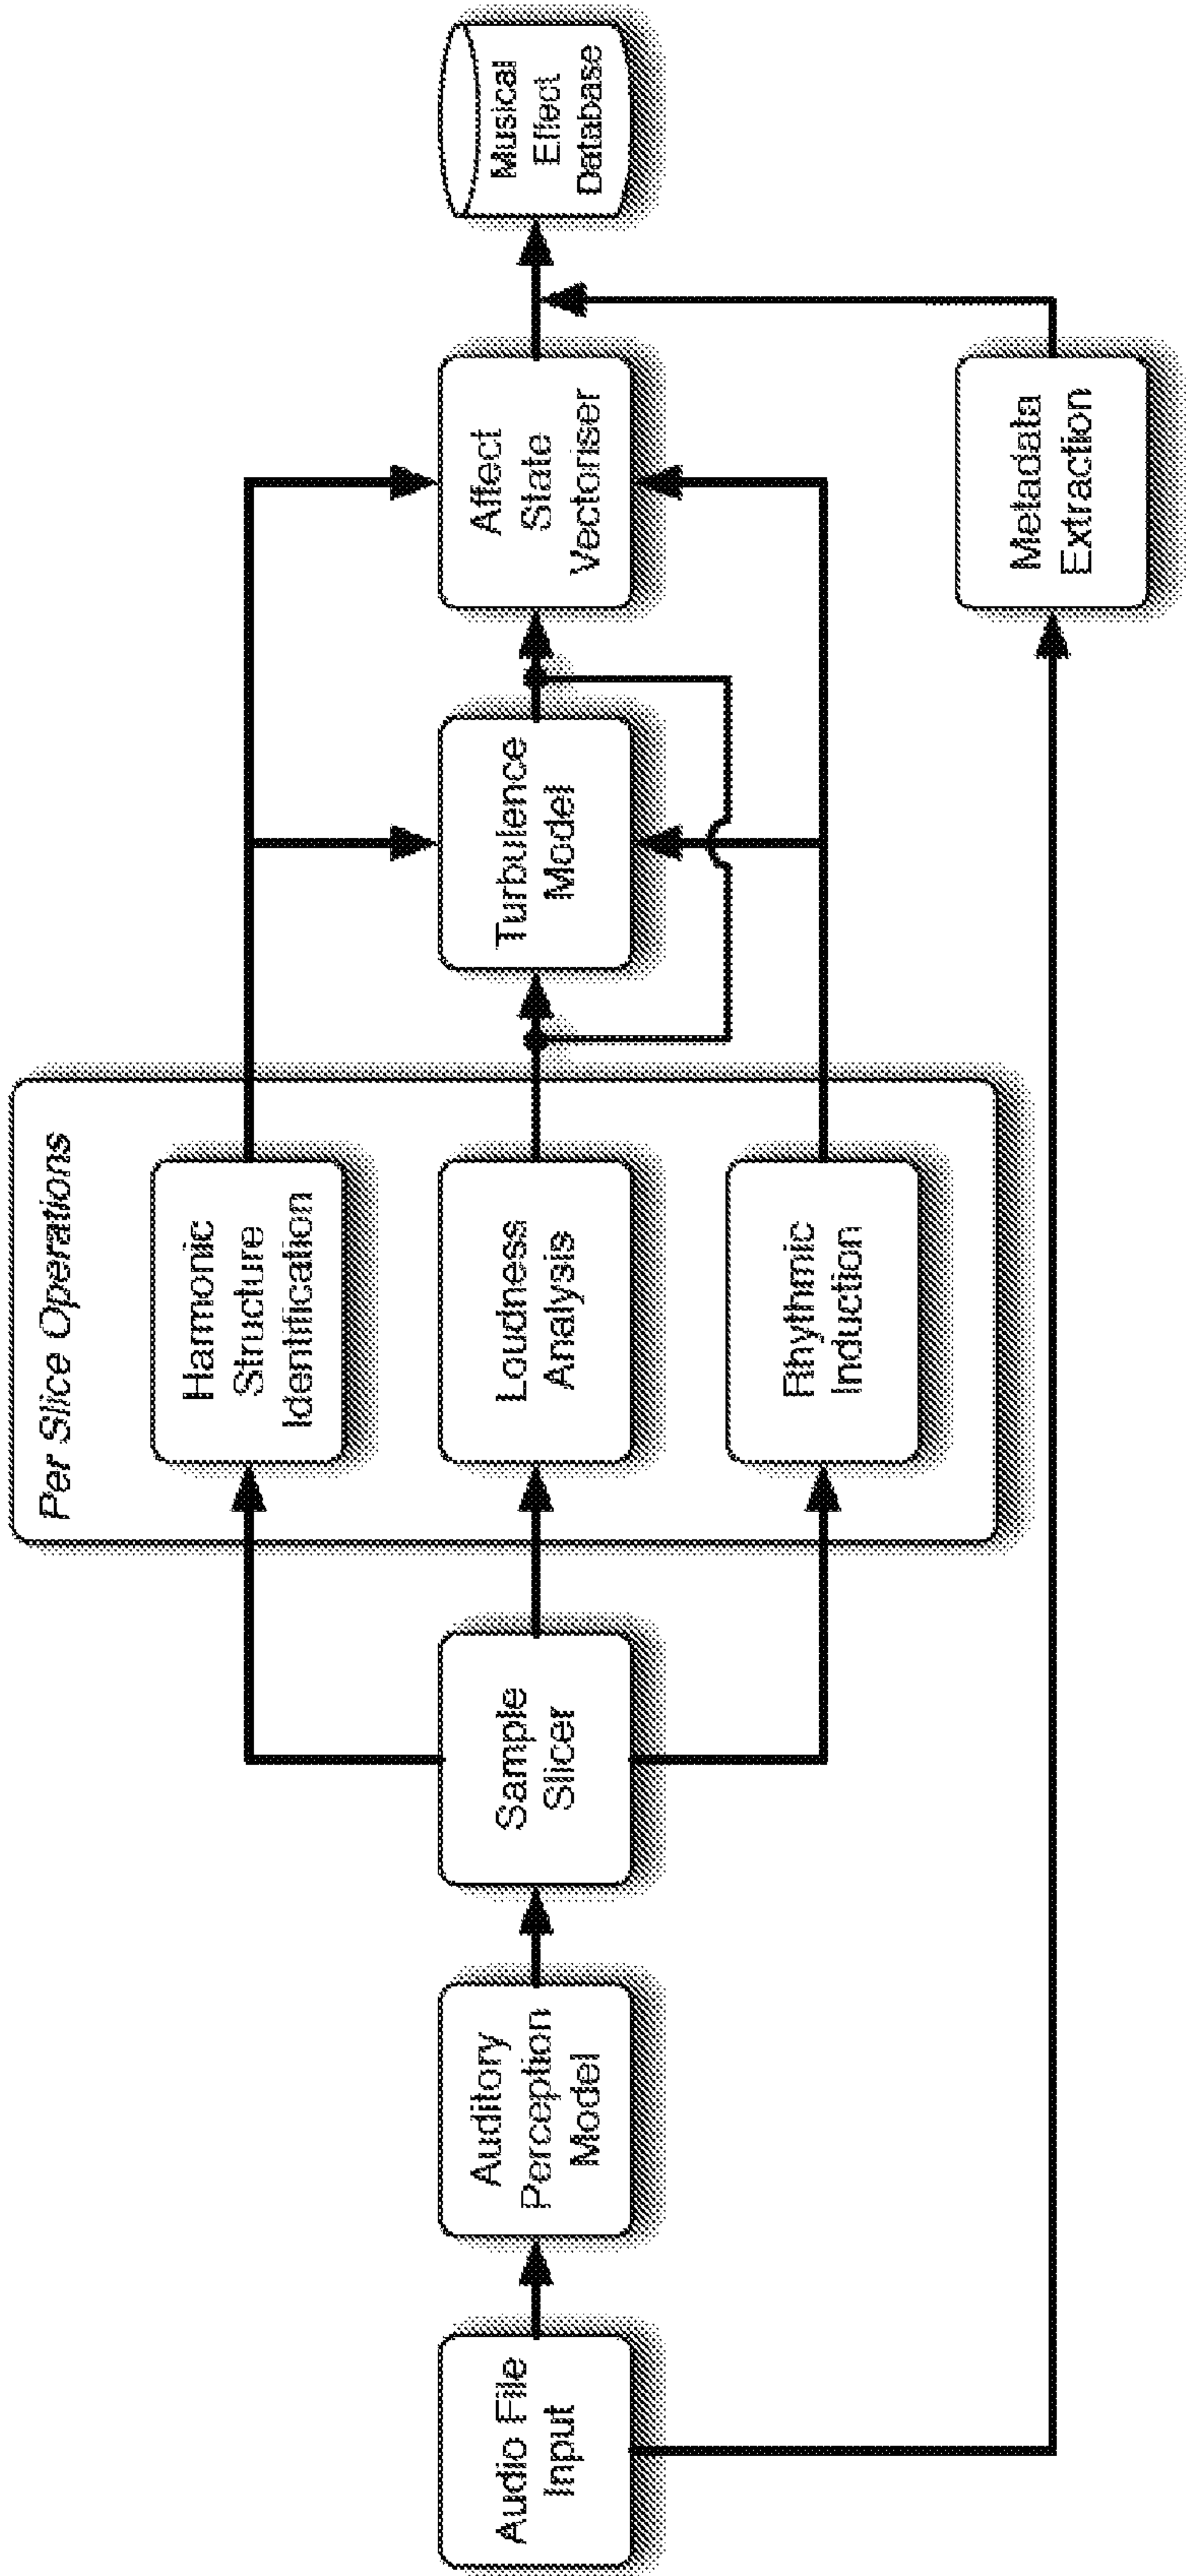 Audio File
Input
Auditory
Perception
Model
Sample
Slicer
Per Slice Operations
Harmonic
Structure
Identification
Loudness
Analysis
Rhythmic
Induction
Turbulence
Model
Affect
State
Vectoriser
Metadata
Extraction
Musical
Effect
Database